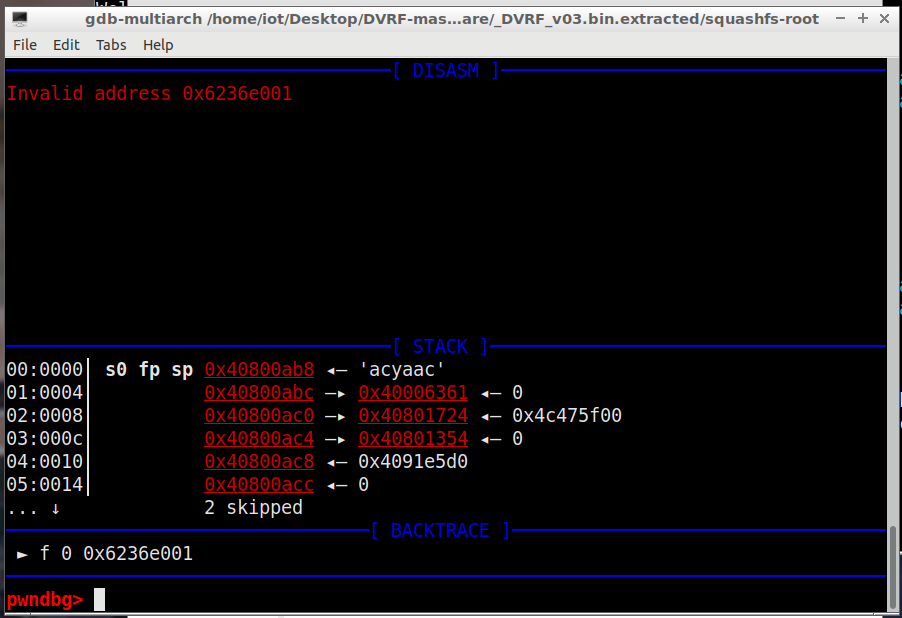 gdb-multiarch /home/iot/Desktop/DVRF-mas…are/_DVRF_v03.bin.extracted/squashfs-root
File Edit Tabs Help
[ DISASM ]
Invalid address 0x6236e001
[ STACK ]
00:0000│ s0 fp sp 0x40800ab8 ◂— 'acyaac'
01:0004│ 0x40800abc —▸ 0x40006361 ◂— 0
02:0008│ 0x40800ac0 —▸ 0x40801724 ◂— 0x4c475f00
03:000c│ 0x40800ac4 —▸ 0x40801354 ◂— 0
04:0010│ 0x40800ac8 ◂— 0x4091e5d0
05:0014│ 0x40800acc ◂— 0
... ↓ 2 skipped
[ BACKTRACE ]
► f 0 0x6236e001
pwndbg>